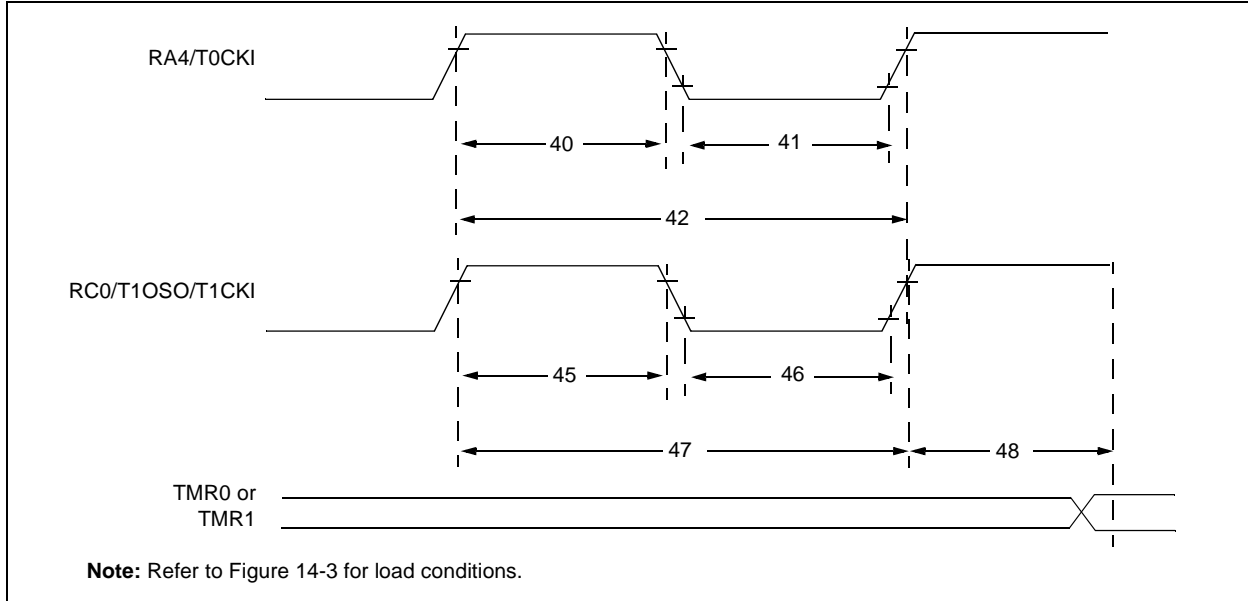 RA4/T0CKI
40
41
42
RC0/T1OSO/T1CKI
45
46
47
48
TMR0 or
TMR1
Note: Refer to Figure 14-3 for load conditions.